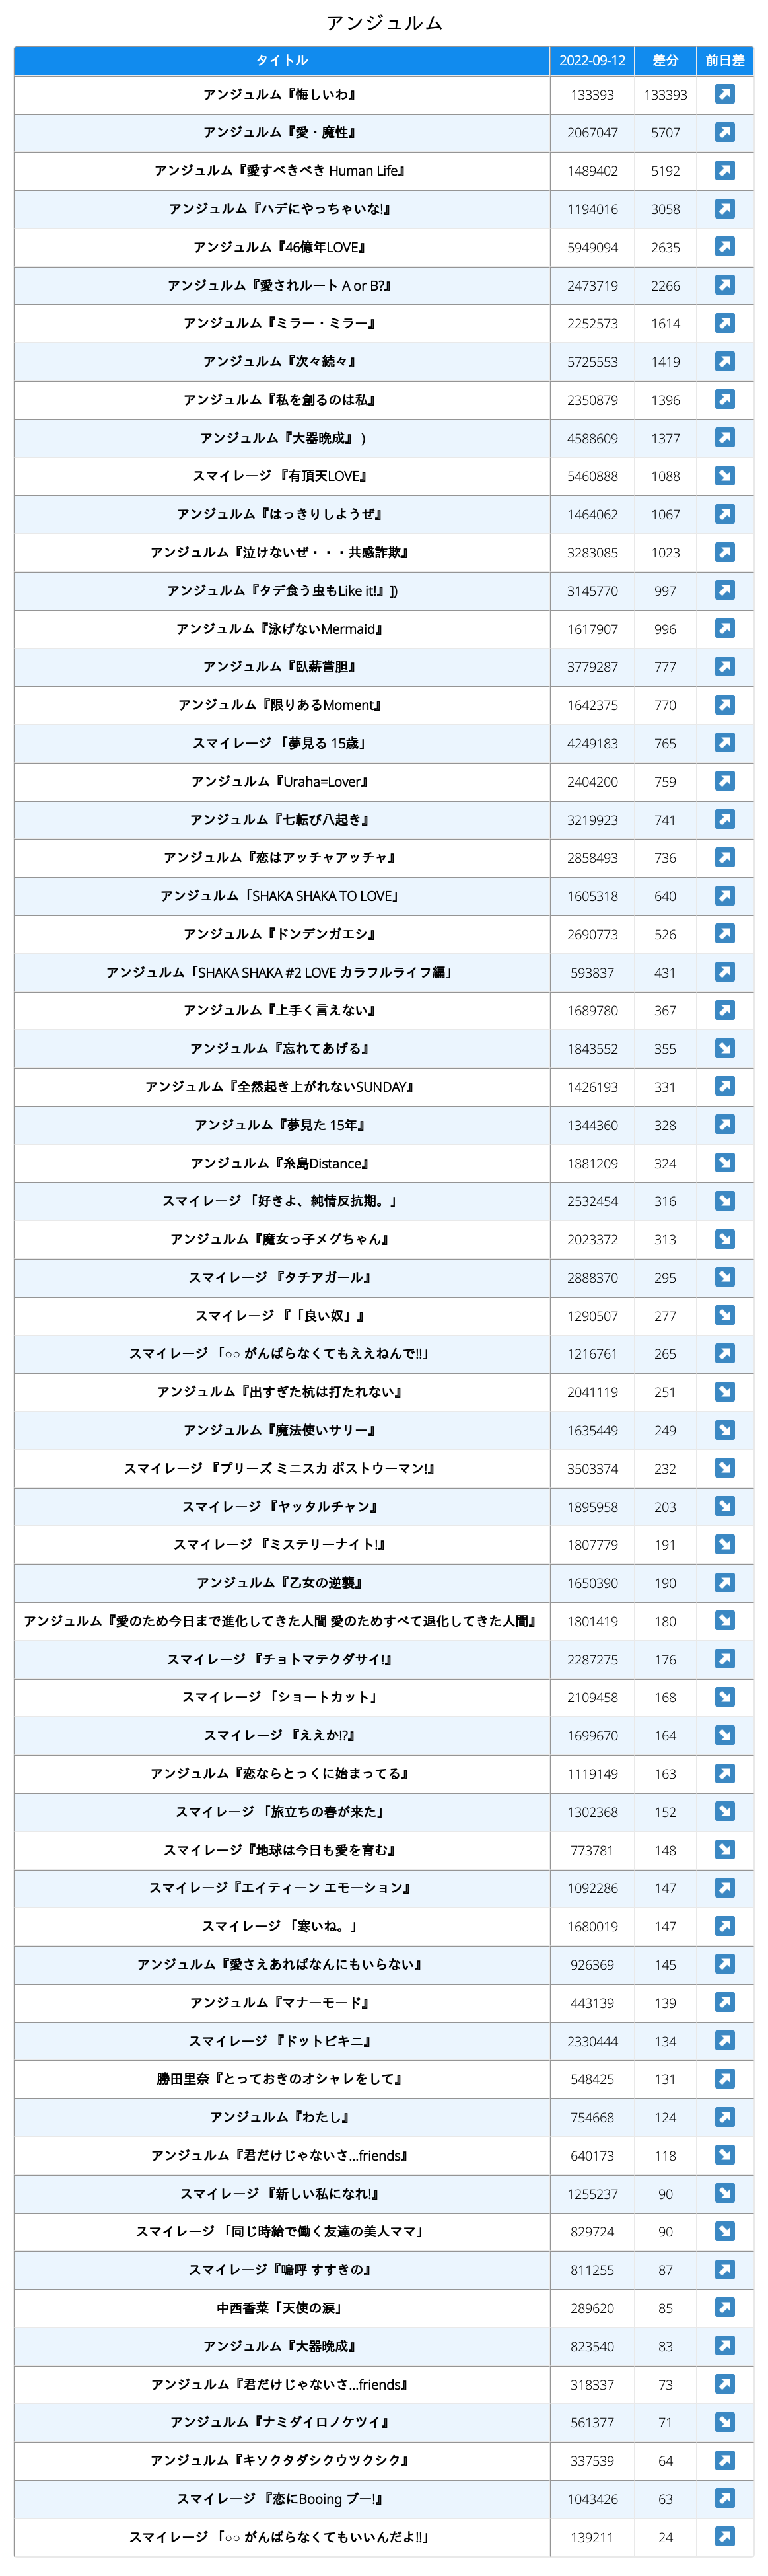 アンジュルム
タイトル 2022-09-12 差分 前日差
アンジュルム『悔しいわ』 133393 133393 ↗
アンジュルム『愛・魔性』 2067047 5707 ↗
アンジュルム『愛すべきべき Human Life』 1489402 5192 ↗
アンジュルム『ハデにやっちゃいな!』 1194016 3058 ↗
アンジュルム『46億年LOVE』 5949094 2635 ↗
アンジュルム『愛されルート A or B?』 2473719 2266 ↗
アンジュルム『ミラー・ミラー』 2252573 1614 ↗
アンジュルム『次々続々』 5725553 1419 ↗
アンジュルム『私を創るのは私』 2350879 1396 ↗
アンジュルム『大器晩成』 ) 4588609 1377 ↗
スマイレージ 『有頂天LOVE』 5460888 1088 ↘
アンジュルム『はっきりしようぜ』 1464062 1067 ↗
アンジュルム『泣けないぜ・・・共感詐欺』 3283085 1023 ↗
アンジュルム『タデ食う虫もLike it!』]) 3145770 997 ↗
アンジュルム『泳げないMermaid』 1617907 996 ↗
アンジュルム『臥薪嘗胆』 3779287 777 ↗
アンジュルム『限りあるMoment』 1642375 770 ↗
スマイレージ 「夢見る 15歳」 4249183 765 ↗
アンジュルム『Uraha=Lover』 2404200 759 ↗
アンジュルム『七転び八起き』 3219923 741 ↗
アンジュルム『恋はアッチャアッチャ』 2858493 736 ↗
アンジュルム「SHAKA SHAKA TO LOVE」 1605318 640 ↗
アンジュルム『ドンデンガエシ』 2690773 526 ↗
アンジュルム「SHAKA SHAKA #2 LOVE カラフルライフ編」 593837 431 ↗
アンジュルム『上手く言えない』 1689780 367 ↗
アンジュルム『忘れてあげる』 1843552 355 ↘
アンジュルム『全然起き上がれないSUNDAY』 1426193 331 ↗
アンジュルム『夢見た 15年』 1344360 328 ↗
アンジュルム『糸島Distance』 1881209 324 ↘
スマイレージ 「好きよ、純情反抗期。」 2532454 316 ↘
アンジュルム『魔女っ子メグちゃん』 2023372 313 ↘
スマイレージ 『タチアガール』 2888370 295 ↘
スマイレージ 『「良い奴」』 1290507 277 ↘
スマイレージ 「○○ がんばらなくてもええねんで!!」 1216761 265 ↗
アンジュルム『出すぎた杭は打たれない』 2041119 251 ↘
アンジュルム『魔法使いサリー』 1635449 249 ↘
スマイレージ 『プリーズ ミニスカ ポストウーマン!』 3503374 232 ↘
スマイレージ 『ヤッタルチャン』 1895958 203 ↘
スマイレージ 『ミステリーナイト!』 1807779 191 ↘
アンジュルム『乙女の逆襲』 1650390 190 ↗
アンジュルム『愛のため今日まで進化してきた人間 愛のためすべて退化してきた人間』 1801419 180 ↘
スマイレージ 『チョトマテクダサイ!』 2287275 176 ↗
スマイレージ 「ショートカット」 2109458 168 ↘
スマイレージ 『ええか!?』 1699670 164 ↘
アンジュルム『恋ならとっくに始まってる』 1119149 163 ↗
スマイレージ 「旅立ちの春が来た」 1302368 152 ↘
スマイレージ『地球は今日も愛を育む』 773781 148 ↘
スマイレージ『エイティーン エモーション』 1092286 147 ↗
スマイレージ 「寒いね。」 1680019 147 ↗
アンジュルム『愛さえあればなんにもいらない』 926369 145 ↗
アンジュルム『マナーモード』 443139 139 ↗
スマイレージ 『ドットビキニ』 2330444 134 ↗
勝田里奈『とっておきのオシャレをして』 548425 131 ↗
アンジュルム『わたし』 754668 124 ↗
アンジュルム『君だけじゃないさ...friends』 640173 118 ↘
スマイレージ 『新しい私になれ!』 1255237 90 ↘
スマイレージ 「同じ時給で働く友達の美人ママ」 829724 90 ↘
スマイレージ『嗚呼 すすきの』 811255 87 ↗
中西香菜「天使の涙」 289620 85 ↗
アンジュルム『大器晩成』 823540 83 ↗
アンジュルム『君だけじゃないさ...friends』 318337 73 ↗
アンジュルム『ナミダイロノケツイ』 561377 71 ↘
アンジュルム『キソクタダシクウツクシク』 337539 64 ↗
スマイレージ 『恋にBooing ブー!』 1043426 63 ↗
スマイレージ 「○○ がんばらなくてもいいんだよ!!」 139211 24 ↗